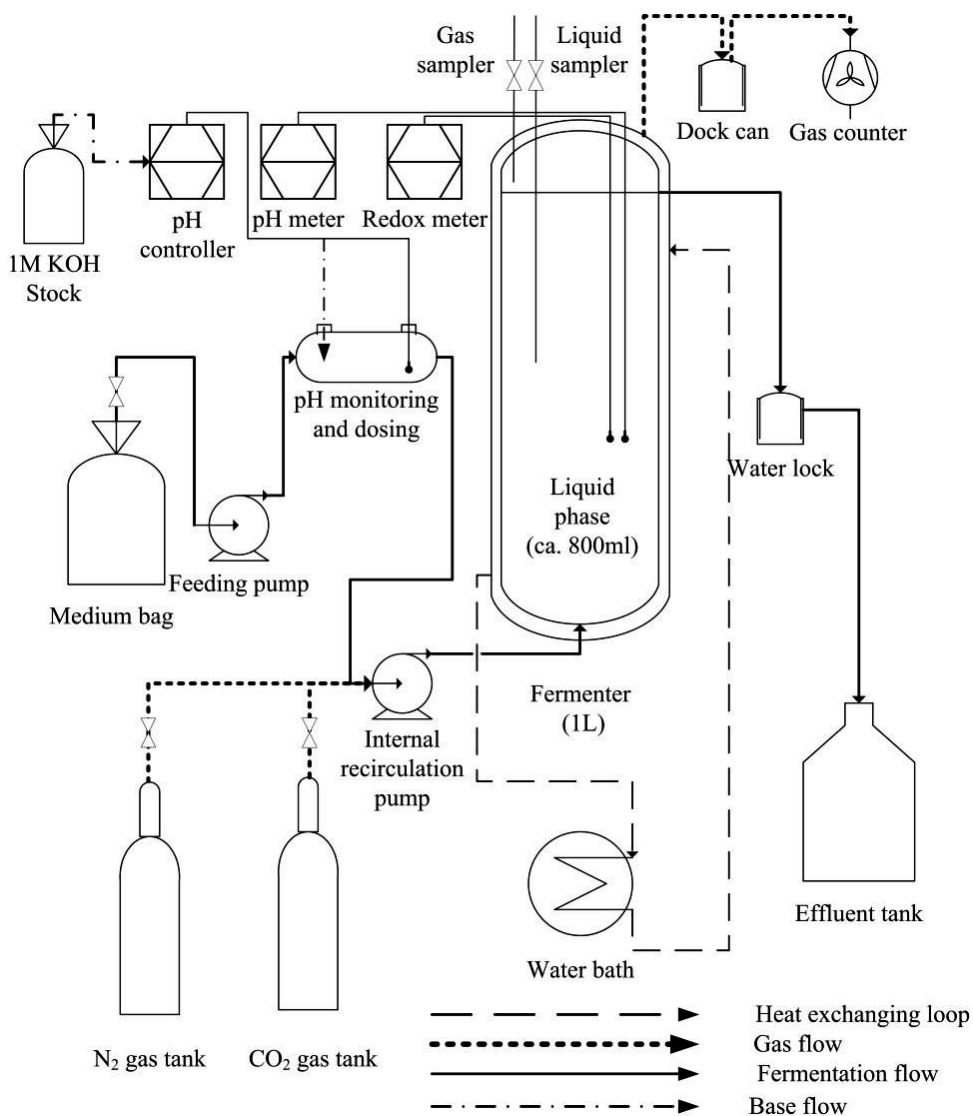 Gas
sampler
Liquid
sampler
Dock can
Gas counter
1M KOH
Stock
pH
controller
pH meter
Redox meter
pH monitoring
and dosing
Medium bag
Feeding pump
Liquid
phase
(ca. 800ml)
Water lock
Internal
recirculation
pump
Fermenter
(1L)
Effluent tank
Water bath
N₂ gas tank
CO₂ gas tank
Heat exchanging loop
Gas flow
Fermentation flow
Base flow